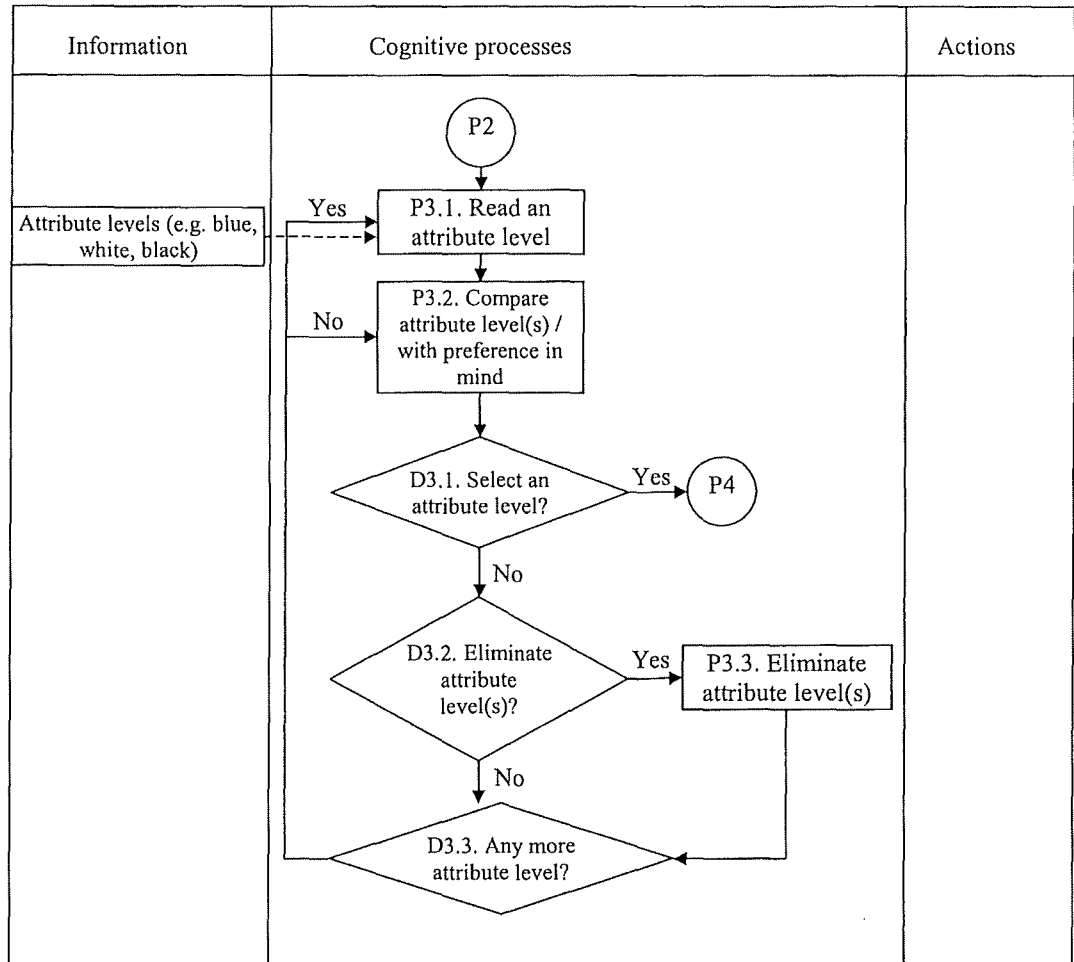 Information
Cognitive processes
Actions
P2
Attribute levels (e.g. blue,
white, black)
Yes
P3.1. Read an
attribute level
No
P3.2. Compare
attribute level(s) /
with preference in
mind
D3.1. Select an
attribute level?
Yes
P4
No
D3.2. Eliminate
attribute
level(s)?
Yes
P3.3. Eliminate
attribute level(s)
No
D3.3. Any more
attribute level?